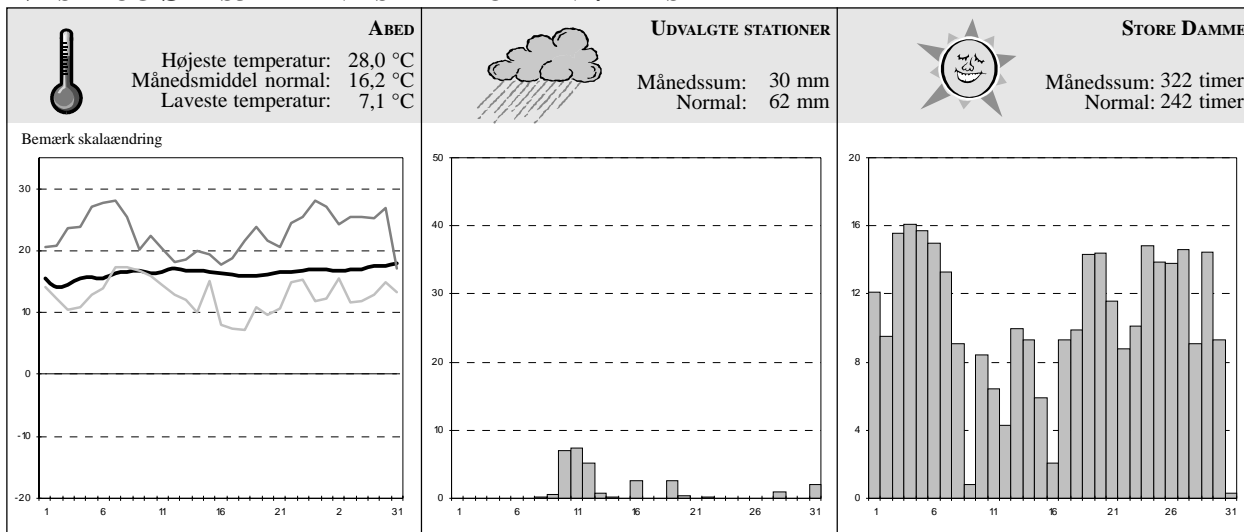 ABED
Højeste temperatur: 28,0 °C
Månedsmiddel normal: 16,2 °C
Laveste temperatur: 7,1 °C
UDVALGTE STATIONER
Månedssum: 30 mm
Normal: 62 mm
STORE DAMME
Månedssum: 322 timer
Normal: 242 timer
Bemærk skalaændring
30
20
10
0
-10
-20
1 6 11 16 21 2 31
50
40
30
20
10
0
1 6 11 16 21 26 31
20
16
12
8
4
0
1 6 11 16 21 26 31